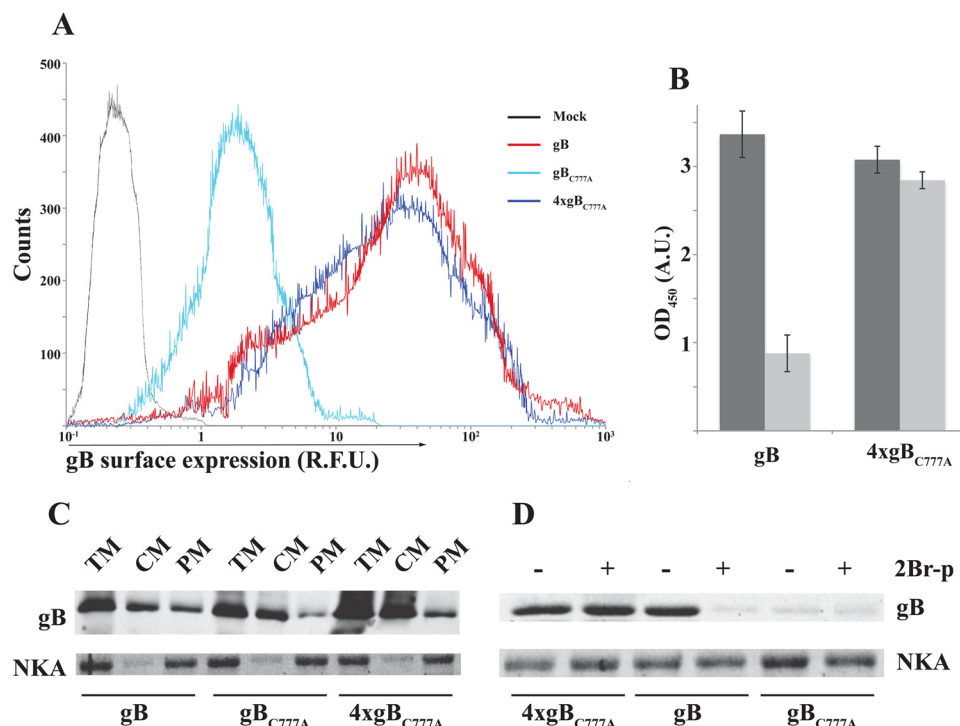 A
500
400
300
200
100
Counts
10-1
1
10
10²
10³
gB surface expression (R.F.U.)
Mock
gB
gBC777A
4xgBC777A
B
3
2
1
OD450 (A.U.)
gB
4xgBC777A
C
TM CM PM TM CM PM TM CM PM
gB
NKA
gB gBC777A 4xgBC777A
D
- + - + - + 2Br-p
gB
NKA
4xgBC777A gB gBC777A